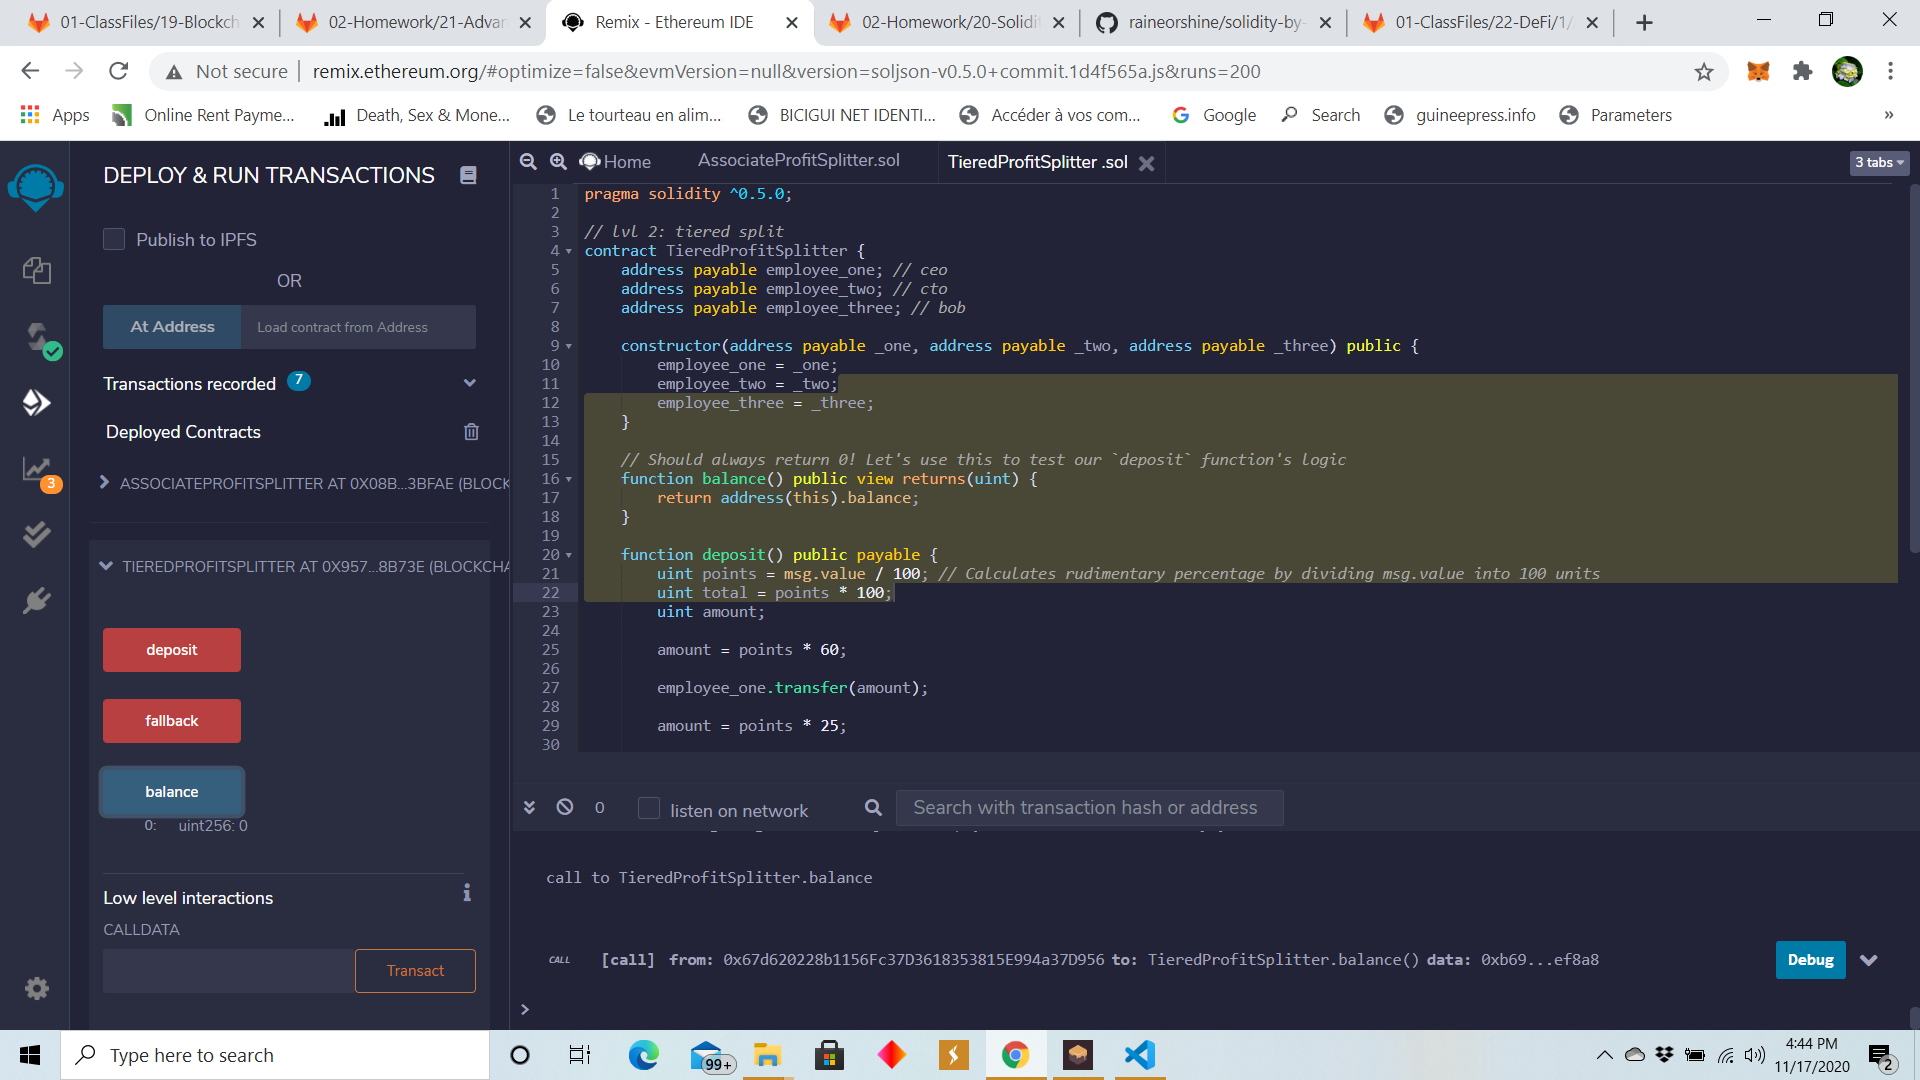 01-ClassFiles/19-Blockch
02-Homework/21-Advan
Remix - Ethereum IDE
02-Homework/20-Solidit
raineorshine/solidity-by-
01-ClassFiles/22-DeFi/1/
Not secure
remix.ethereum.org/#optimize=false&evmVersion=null&version=soljson-v0.5.0+commit.1d4f565a.js&runs=200
Apps
Online Rent Payme...
Death, Sex & Mone...
Le tourteau en alim...
BICIGUI NET IDENTI...
Accéder à vos com...
Google
Search
guineepress.info
Parameters
»
DEPLOY & RUN TRANSACTIONS
Publish to IPFS
OR
At Address
Load contract from Address
Transactions recorded 7
Deployed Contracts
3
ASSOCIATEPROFITSPLITTER AT 0X08B...3BFAE (BLOCK
TIEREDPROFITSPLITTER AT 0X957...8B73E (BLOCKCHA
deposit
fallback
balance
0: uint256: 0
Low level interactions
CALLDATA
Transact
Home
AssociateProfitSplitter.sol
TieredProfitSplitter .sol
3 tabs
1 pragma solidity ^0.5.0;
2
3 // lvl 2: tiered split
4 contract TieredProfitSplitter {
5 address payable employee_one; // ceo
6 address payable employee_two; // cto
7 address payable employee_three; // bob
8
9 constructor(address payable _one, address payable _two, address payable _three) public {
10 employee_one = _one;
11 employee_two = _two;
12 employee_three = _three;
13 }
14
15 // Should always return 0! Let's use this to test our `deposit` function's logic
16 function balance() public view returns(uint) {
17 return address(this).balance;
18 }
19
20 function deposit() public payable {
21 uint points = msg.value / 100; // Calculates rudimentary percentage by dividing msg.value into 100 units
22 uint total = points * 100;
23 uint amount;
24
25 amount = points * 60;
26
27 employee_one.transfer(amount);
28
29 amount = points * 25;
30
0
listen on network
Search with transaction hash or address
call to TieredProfitSplitter.balance
CALL [call] from: 0x67d620228b1156Fc37D3618353815E994a37D956 to: TieredProfitSplitter.balance() data: 0xb69...ef8a8
Debug
>
Type here to search
99+
4:44 PM
11/17/2020
2